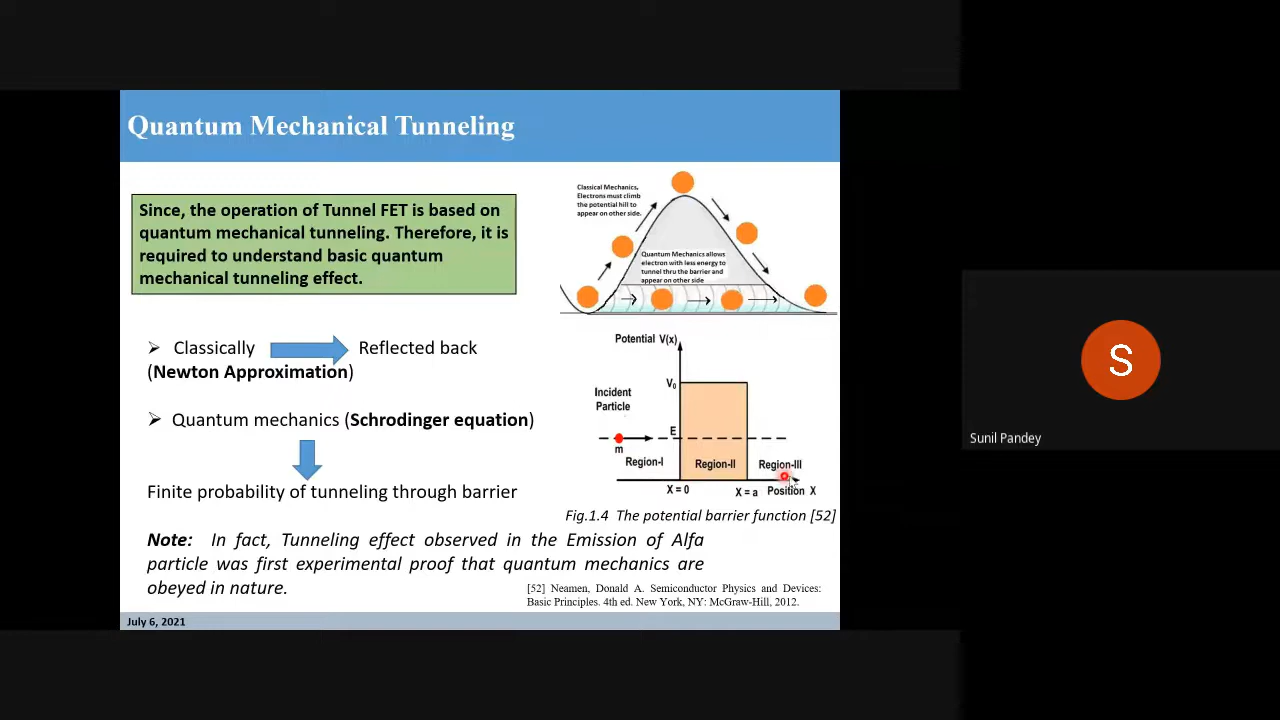 Quantum Mechanical Tunneling
Since, the operation of Tunnel FET is based on
quantum mechanical tunneling. Therefore, it is
required to understand basic quantum
mechanical tunneling effect.
Classical Mechanics,
Electrons must climb
the potential hill to
appear on other side.
Quantum Mechanics allows
electron with less energy to
tunnel thru the barrier and
appear on other side
➢ Classically Reflected back
(Newton Approximation)
➢ Quantum mechanics (Schrodinger equation)
Finite probability of tunneling through barrier
Potential V(x)
V₀
Incident
Particle
E
m
Region-I Region-II Region-III
X = 0 X = a Position X
Fig.1.4 The potential barrier function [52]
Note: In fact, Tunneling effect observed in the Emission of Alfa
particle was first experimental proof that quantum mechanics are
obeyed in nature.
[52] Neamen, Donald A. Semiconductor Physics and Devices:
Basic Principles. 4th ed. New York, NY: McGraw-Hill, 2012.
July 6, 2021
S
Sunil Pandey